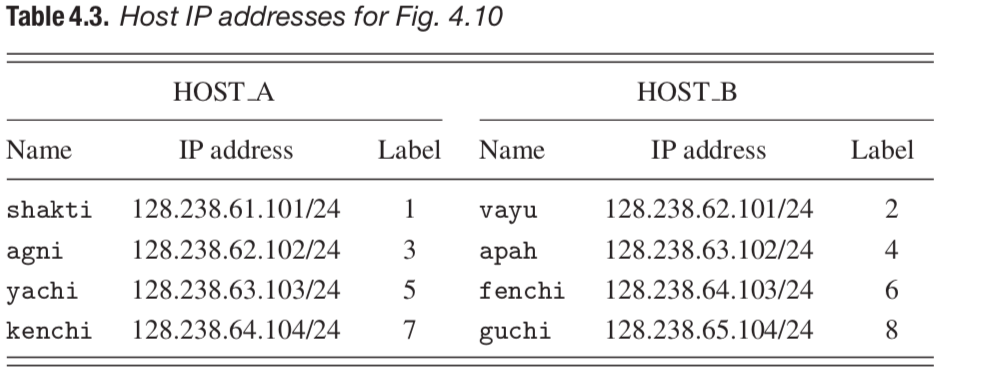 Table 4.3. Host IP addresses for Fig. 4.10
HOST_A HOST_B
Name IP address Label Name IP address Label
shakti 128.238.61.101/24 1 vayu 128.238.62.101/24 2
agni 128.238.62.102/24 3 apah 128.238.63.102/24 4
yachi 128.238.63.103/24 5 fenchi 128.238.64.103/24 6
kenchi 128.238.64.104/24 7 guchi 128.238.65.104/24 8